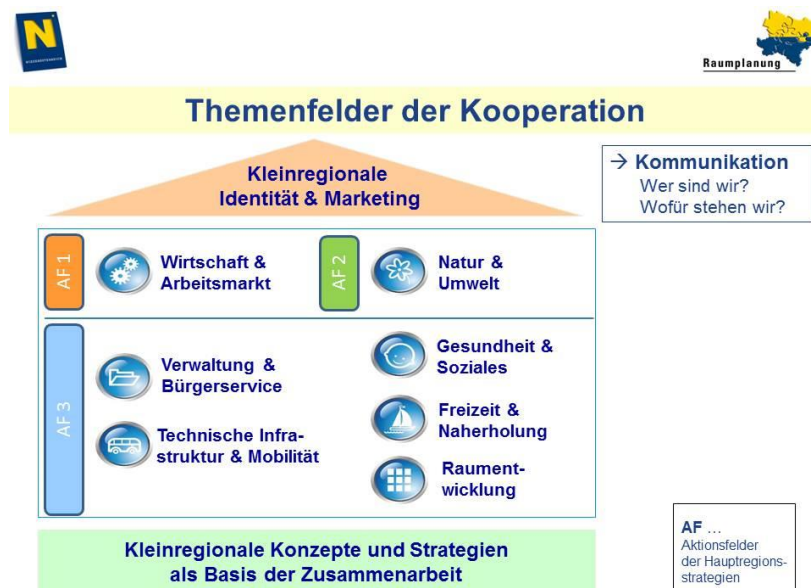 N
NIEDERÖSTERREICH
Raumplanung
Themenfelder der Kooperation
Kleinregionale
Identität & Marketing
→ Kommunikation
Wer sind wir?
Wofür stehen wir?
AF 1
Wirtschaft &
Arbeitsmarkt
AF 2
Natur &
Umwelt
AF 3
Verwaltung &
Bürgerservice
Technische Infra-
struktur & Mobilität
Gesundheit &
Soziales
Freizeit &
Naherholung
Raument-
wicklung
Kleinregionale Konzepte und Strategien
als Basis der Zusammenarbeit
AF ...
Aktionsfelder
der Hauptregions-
strategien